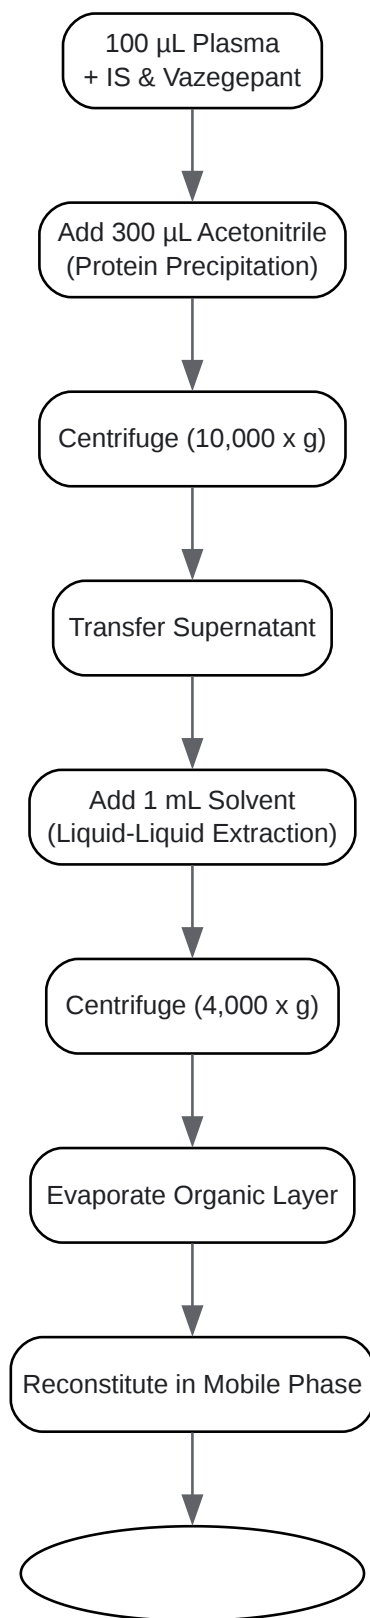 100 µL Plasma
+ IS & Vazegepant
Add 300 µL Acetonitrile
(Protein Precipitation)
Centrifuge (10,000 x g)
Transfer Supernatant
Add 1 mL Solvent
(Liquid-Liquid Extraction)
Centrifuge (4,000 x g)
Evaporate Organic Layer
Reconstitute in Mobile Phase